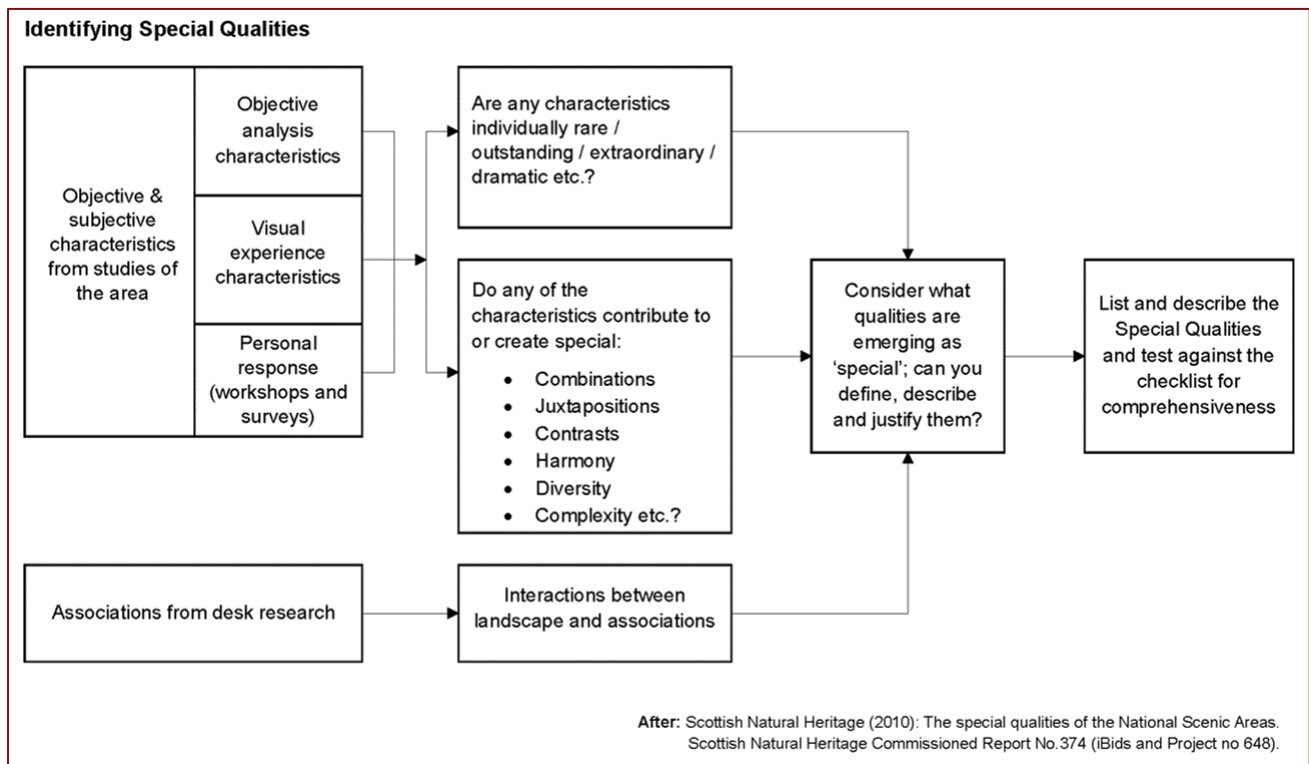 Identifying Special Qualities
Objective &
subjective
characteristics
from studies of
the area
Objective
analysis
characteristics
Visual
experience
characteristics
Personal
response
(workshops and
surveys)
Are any characteristics
individually rare /
outstanding / extraordinary /
dramatic etc.?
Do any of the
characteristics contribute to
or create special:
• Combinations
• Juxtapositions
• Contrasts
• Harmony
• Diversity
• Complexity etc.?
Consider what
qualities are
emerging as
‘special’; can you
define, describe
and justify them?
List and describe the
Special Qualities
and test against the
checklist for
comprehensiveness
Associations from desk research
Interactions between
landscape and associations
After: Scottish Natural Heritage (2010): The special qualities of the National Scenic Areas.
Scottish Natural Heritage Commissioned Report No.374 (iBids and Project no 648).